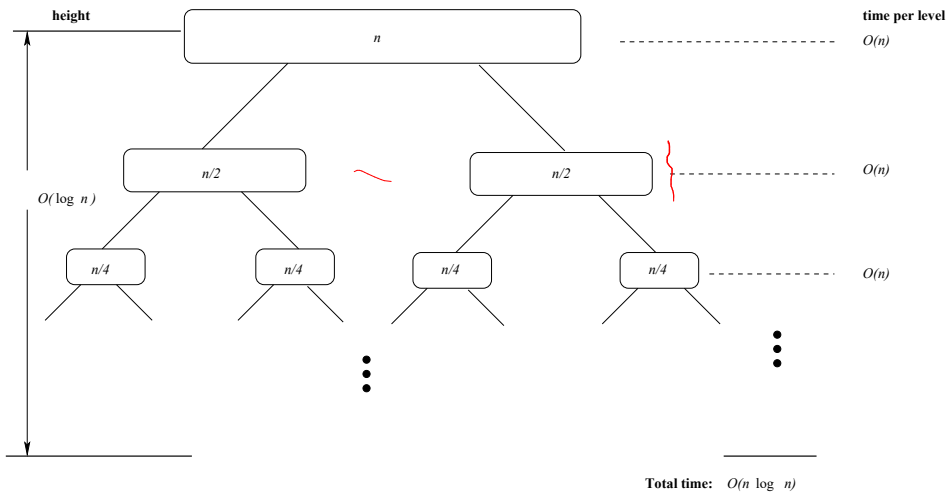 height
time per level
n
O(n)
n/2
n/2
O(n)
O( log n )
n/4
n/4
n/4
n/4
O(n)
Total time: O(n log n)